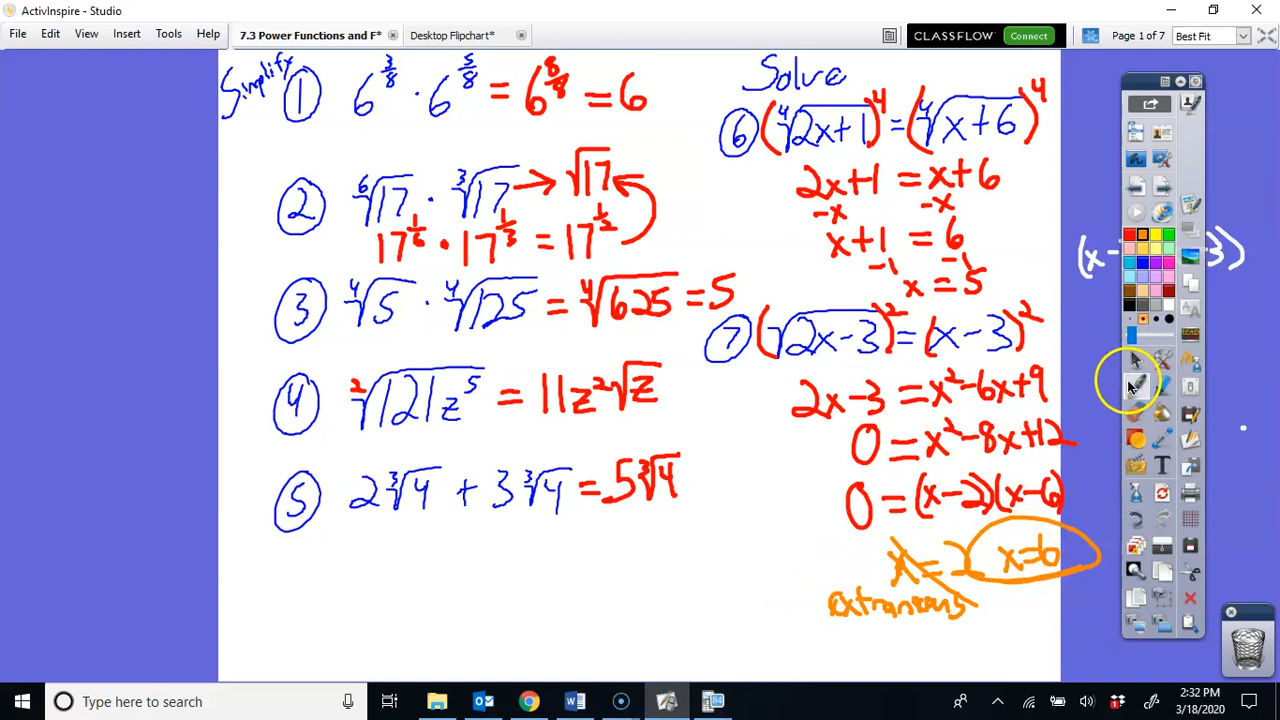 ActivInspire - Studio
File Edit View Insert Tools Help
7.3 Power Functions and F* Desktop Flipchart*
CLASSFLOW Connect
Page 1 of 7 Best Fit
Simplify
① 6^{3/8} · 6^{5/8} = 6^{8/8} = 6
② ⁶√17 · ³√17 → √17
17^{1/6} · 17^{1/3} = 17^{1/2}
③ ⁴√5 · ⁴√125 = ⁴√625 = 5
④ ²√121z⁵ = 11z²√z
⑤ 2³√4 + 3³√4 = 5³√4
Solve
⑥ (⁴√2x+1)⁴ = (⁴√x+6)⁴
2x+1 = x+6
-x -x
x+1 = 6
-1 -1
x = 5
⑦ (√2x-3)² = (x-3)²
2x-3 = x²-6x+9
0 = x²-8x+12
0 = (x-2)(x-6)
x=2 x=6
extraneous
(x- 3)
Type here to search
2:32 PM
3/18/2020